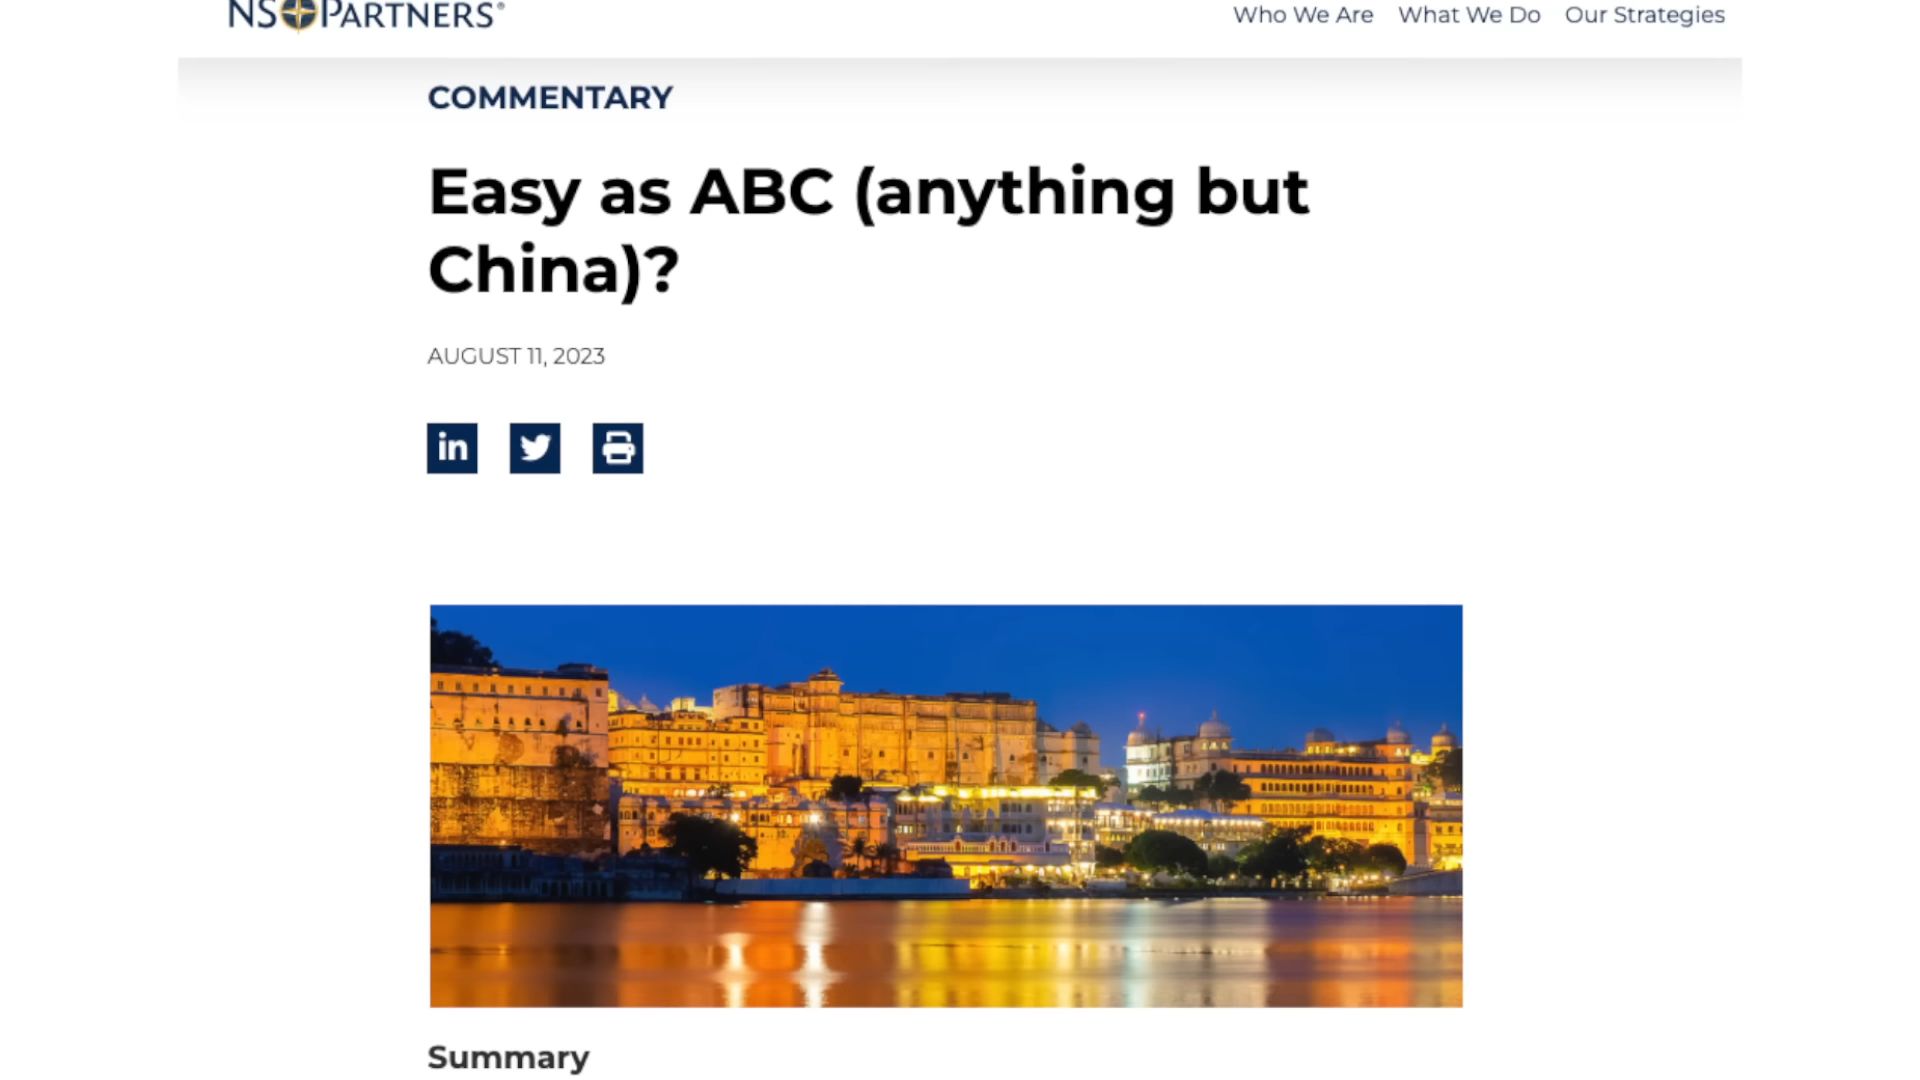 NS PARTNERS®
Who We Are What We Do Our Strategies
COMMENTARY
Easy as ABC (anything but
China)?
AUGUST 11, 2023
in
Summary